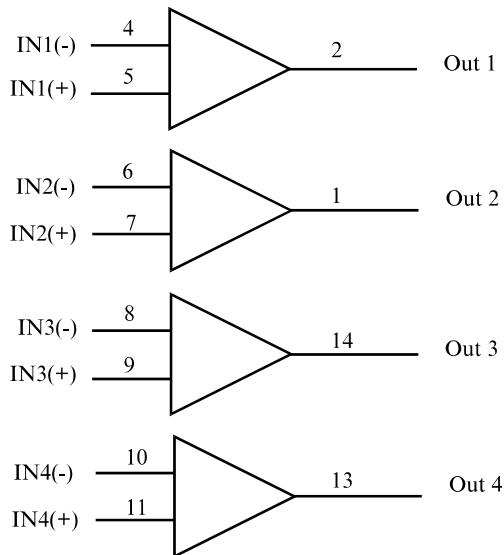 IN1(-) 4 2 Out 1
IN1(+) 5
IN2(-) 6 1 Out 2
IN2(+) 7
IN3(-) 8 14 Out 3
IN3(+) 9
IN4(-) 10 13 Out 4
IN4(+) 11